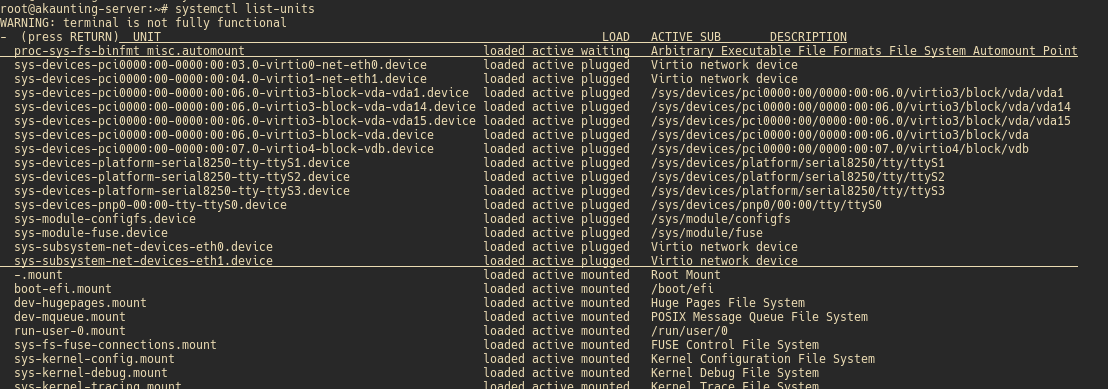 root@akaunting-server:~# systemctl list-units
WARNING: terminal is not fully functional
-  (press RETURN)  UNIT                                                               LOAD   ACTIVE SUB       DESCRIPTION
  proc-sys-fs-binfmt_misc.automount                                  loaded active waiting   Arbitrary Executable File Formats File System Automount Point
  sys-devices-pci0000:00-0000:00:03.0-virtio0-net-eth0.device        loaded active plugged   Virtio network device
  sys-devices-pci0000:00-0000:00:04.0-virtio1-net-eth1.device        loaded active plugged   Virtio network device
  sys-devices-pci0000:00-0000:00:06.0-virtio3-block-vda-vda1.device  loaded active plugged   /sys/devices/pci0000:00/0000:00:06.0/virtio3/block/vda/vda1
  sys-devices-pci0000:00-0000:00:06.0-virtio3-block-vda-vda14.device loaded active plugged   /sys/devices/pci0000:00/0000:00:06.0/virtio3/block/vda/vda14
  sys-devices-pci0000:00-0000:00:06.0-virtio3-block-vda-vda15.device loaded active plugged   /sys/devices/pci0000:00/0000:00:06.0/virtio3/block/vda/vda15
  sys-devices-pci0000:00-0000:00:06.0-virtio3-block-vda.device       loaded active plugged   /sys/devices/pci0000:00/0000:00:06.0/virtio3/block/vda
  sys-devices-pci0000:00-0000:00:07.0-virtio4-block-vdb.device       loaded active plugged   /sys/devices/pci0000:00/0000:00:07.0/virtio4/block/vdb
  sys-devices-platform-serial8250-tty-ttyS1.device                   loaded active plugged   /sys/devices/platform/serial8250/tty/ttyS1
  sys-devices-platform-serial8250-tty-ttyS2.device                   loaded active plugged   /sys/devices/platform/serial8250/tty/ttyS2
  sys-devices-platform-serial8250-tty-ttyS3.device                   loaded active plugged   /sys/devices/platform/serial8250/tty/ttyS3
  sys-devices-pnp0-00:00-tty-ttyS0.device                            loaded active plugged   /sys/devices/pnp0/00:00/tty/ttyS0
  sys-module-configfs.device                                         loaded active plugged   /sys/module/configfs
  sys-module-fuse.device                                             loaded active plugged   /sys/module/fuse
  sys-subsystem-net-devices-eth0.device                              loaded active plugged   Virtio network device
  sys-subsystem-net-devices-eth1.device                              loaded active plugged   Virtio network device
  -.mount                                                            loaded active mounted   Root Mount
  boot-efi.mount                                                     loaded active mounted   /boot/efi
  dev-hugepages.mount                                                loaded active mounted   Huge Pages File System
  dev-mqueue.mount                                                   loaded active mounted   POSIX Message Queue File System
  run-user-0.mount                                                   loaded active mounted   /run/user/0
  sys-fs-fuse-connections.mount                                      loaded active mounted   FUSE Control File System
  sys-kernel-config.mount                                            loaded active mounted   Kernel Configuration File System
  sys-kernel-debug.mount                                             loaded active mounted   Kernel Debug File System
  sys-kernel-tracing.mount                                           loaded active mounted   Kernel Trace File System